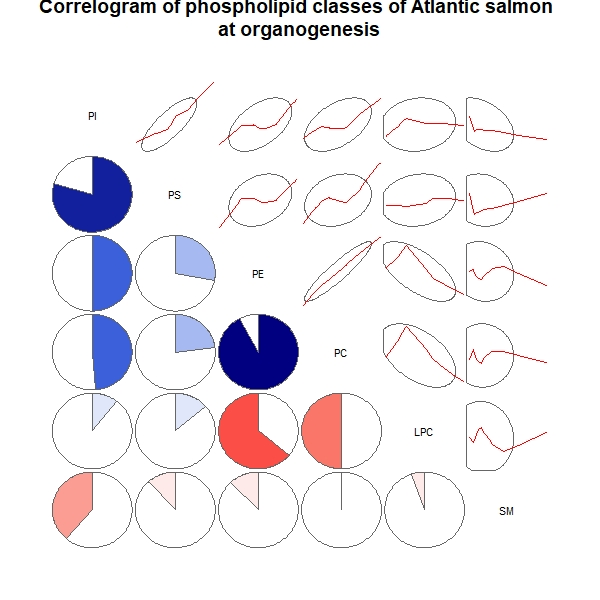 Correlogram of phospholipid classes of Atlantic salmon
at organogenesis
PI
PS
PE
PC
LPC
SM